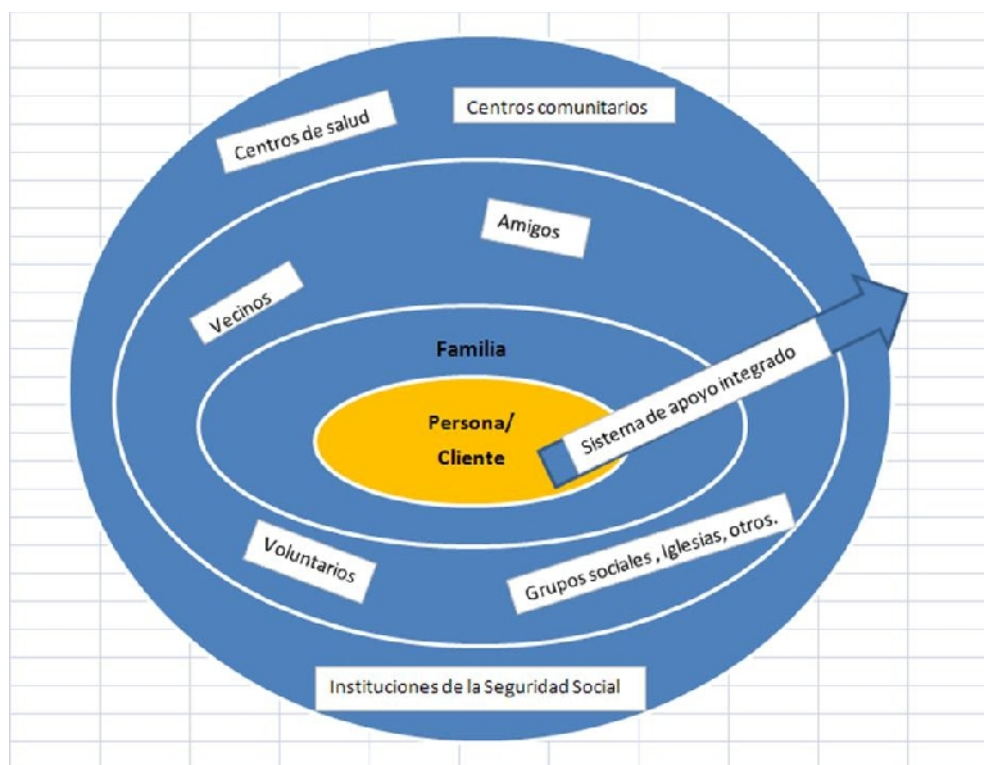 Centros de salud
Centros comunitarios
Amigos
Vecinos
Familia
Persona/
Cliente
Sistema de apoyo integrado
Voluntarios
Grupos sociales , Iglesias, otros.
Instituciones de la Seguridad Social